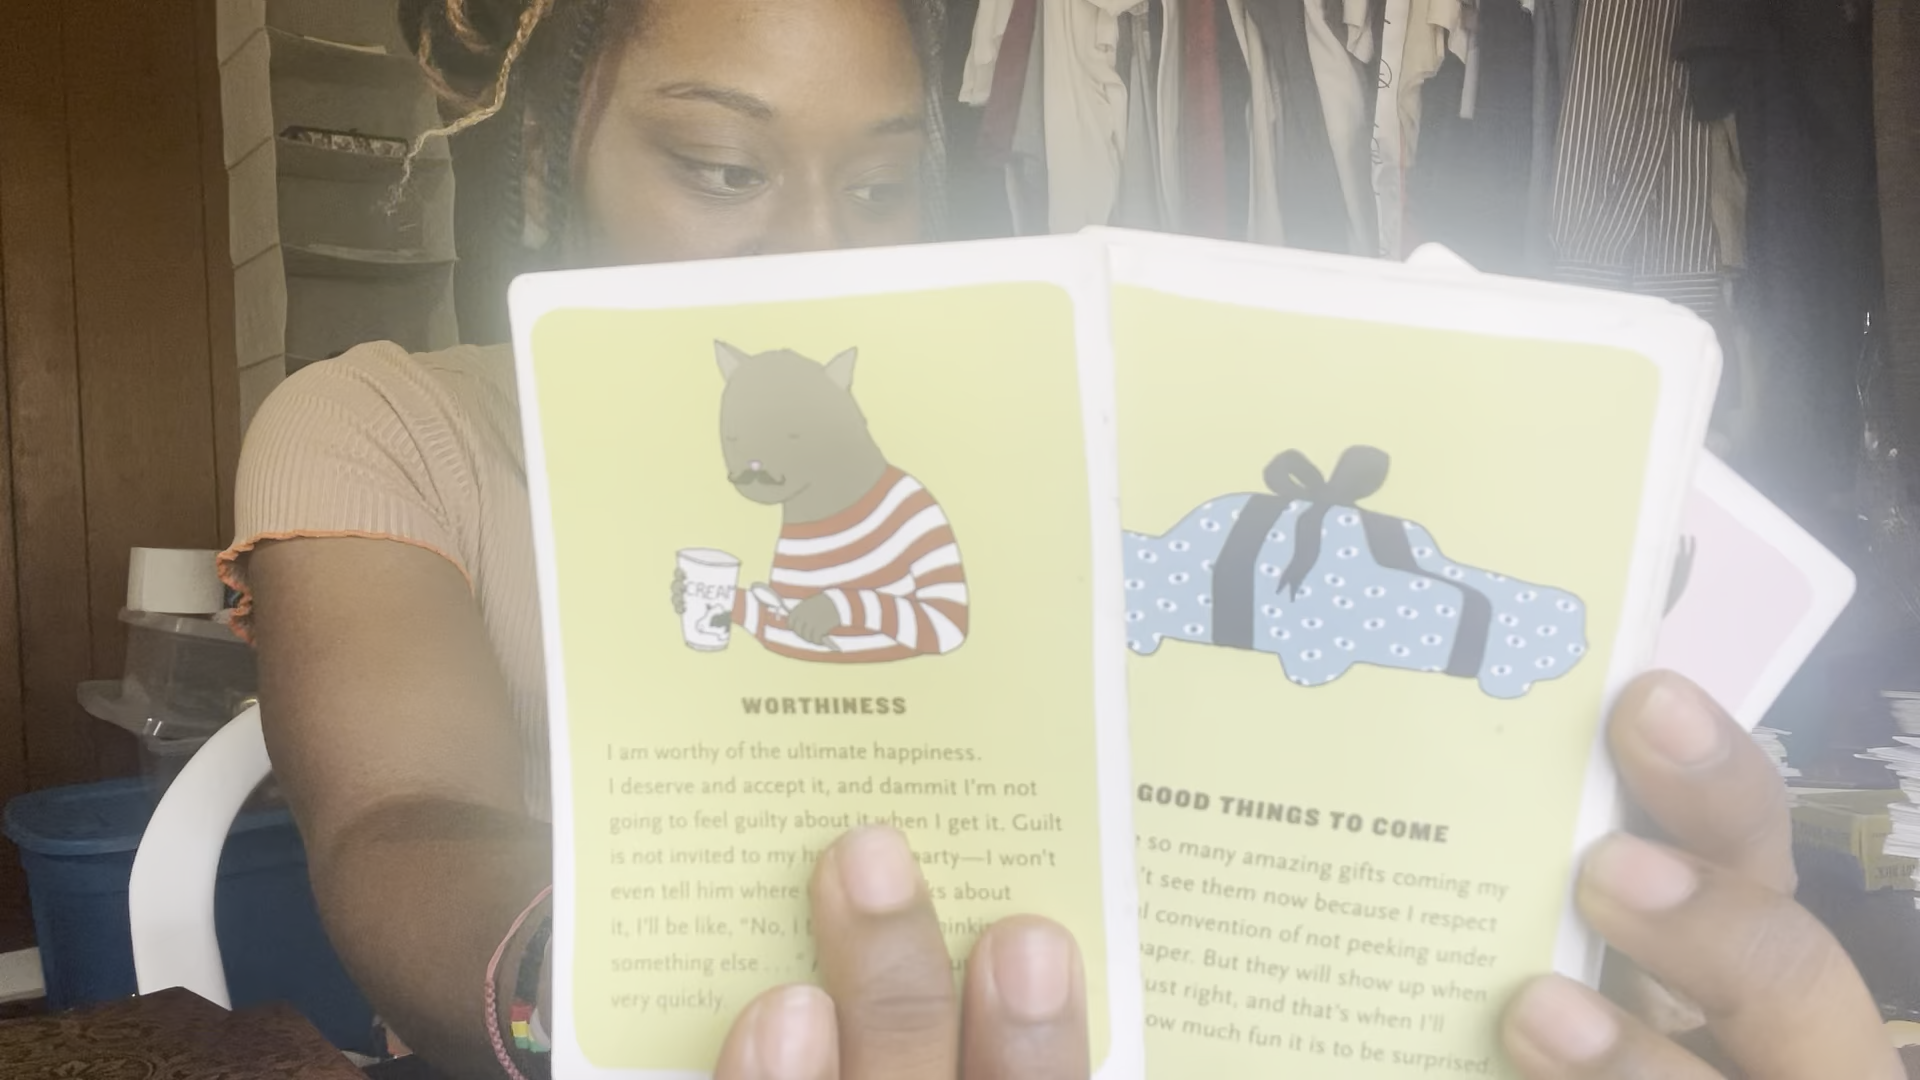 CREAM
WORTHINESS
I am worthy of the ultimate happiness.
I deserve and accept it, and dammit I'm not
going to feel guilty about it when I get it. Guilt
is not invited to my party—I won't
even tell him where about
it, I'll be like, "No, I
something else . . ."
very quickly.
GOOD THINGS TO COME
so many amazing gifts coming my
see them now because I respect
convention of not peeking under
But they will show up when
right, and that's when I'll
much fun it is to be surprised.